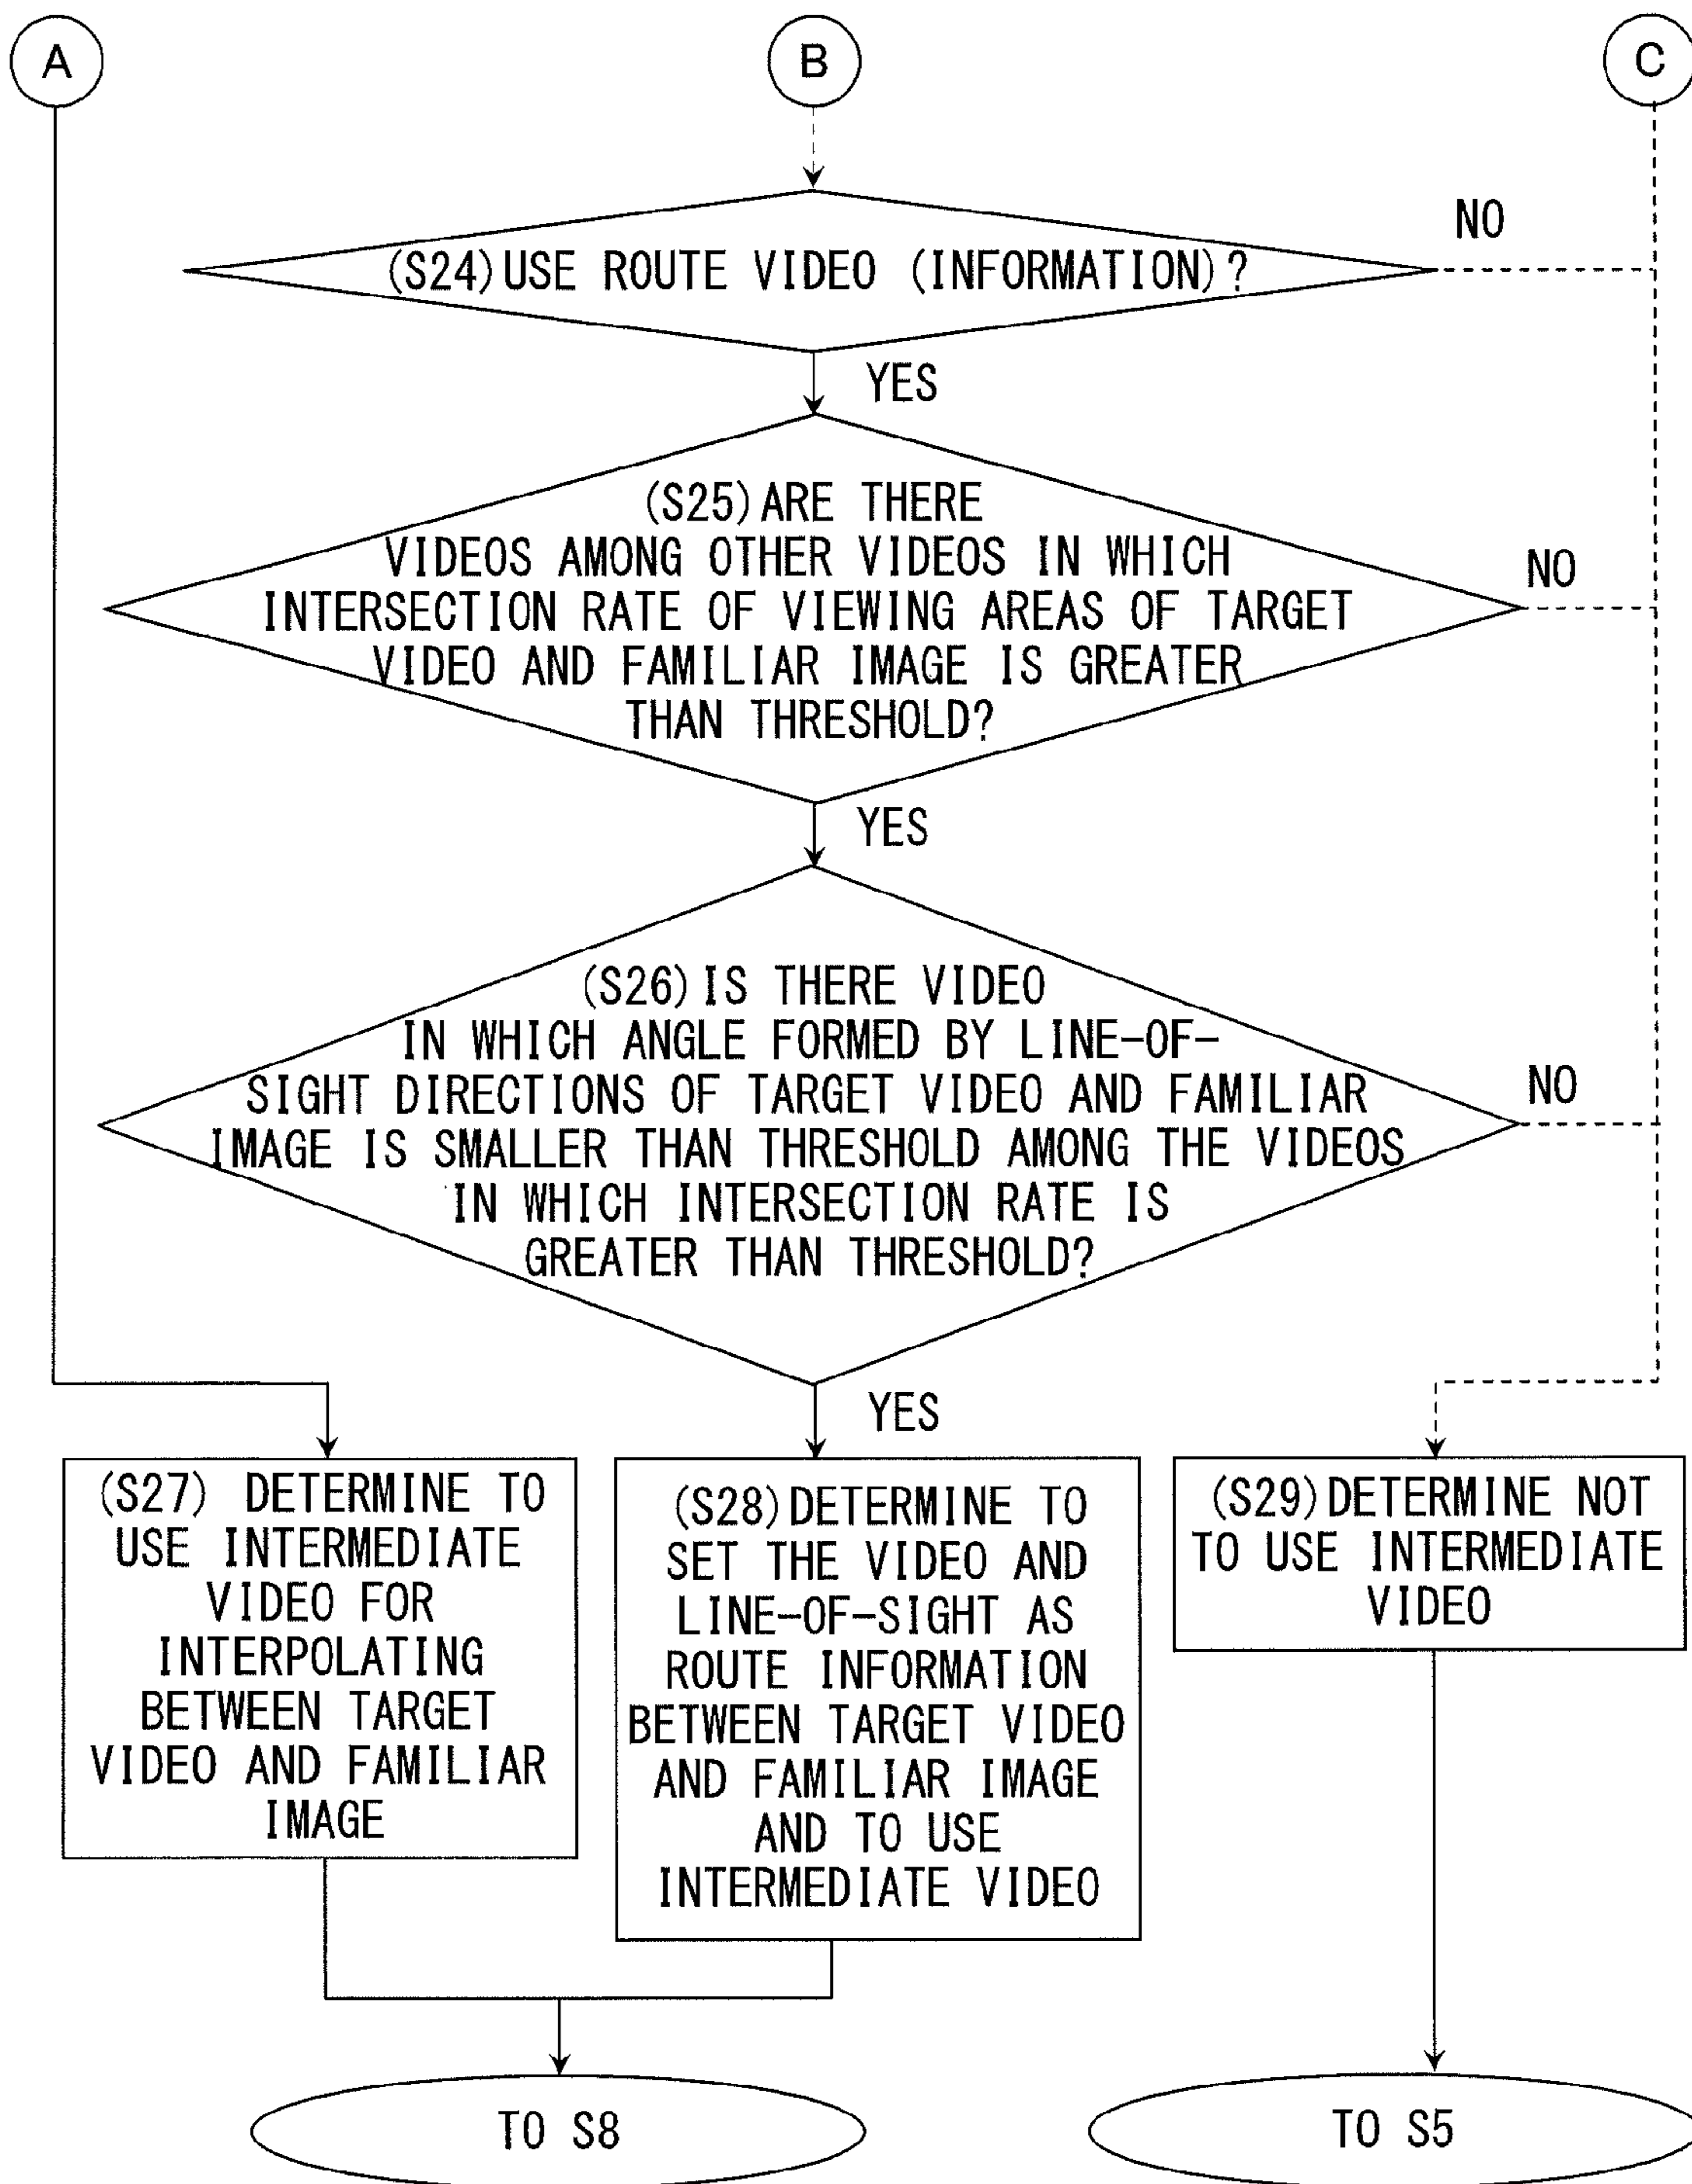 A
B
C
(S24) USE ROUTE VIDEO (INFORMATION)?
NO
YES
(S25) ARE THERE
VIDEOS AMONG OTHER VIDEOS IN WHICH
INTERSECTION RATE OF VIEWING AREAS OF TARGET
VIDEO AND FAMILIAR IMAGE IS GREATER
THAN THRESHOLD?
NO
YES
(S26) IS THERE VIDEO
IN WHICH ANGLE FORMED BY LINE-OF-
SIGHT DIRECTIONS OF TARGET VIDEO AND FAMILIAR
IMAGE IS SMALLER THAN THRESHOLD AMONG THE VIDEOS
IN WHICH INTERSECTION RATE IS
GREATER THAN THRESHOLD?
NO
YES
(S27) DETERMINE TO
USE INTERMEDIATE
VIDEO FOR
INTERPOLATING
BETWEEN TARGET
VIDEO AND FAMILIAR
IMAGE
(S28) DETERMINE TO
SET THE VIDEO AND
LINE-OF-SIGHT AS
ROUTE INFORMATION
BETWEEN TARGET VIDEO
AND FAMILIAR IMAGE
AND TO USE
INTERMEDIATE VIDEO
(S29) DETERMINE NOT
TO USE INTERMEDIATE
VIDEO
TO S8
TO S5